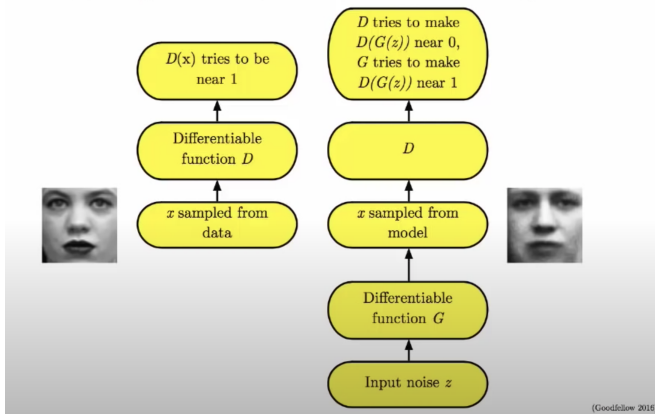 D(x) tries to be
near 1
Differentiable
function D
x sampled from
data
D tries to make
D(G(z)) near 0,
G tries to make
D(G(z)) near 1
D
x sampled from
model
Differentiable
function G
Input noise z
(Goodfellow 2016